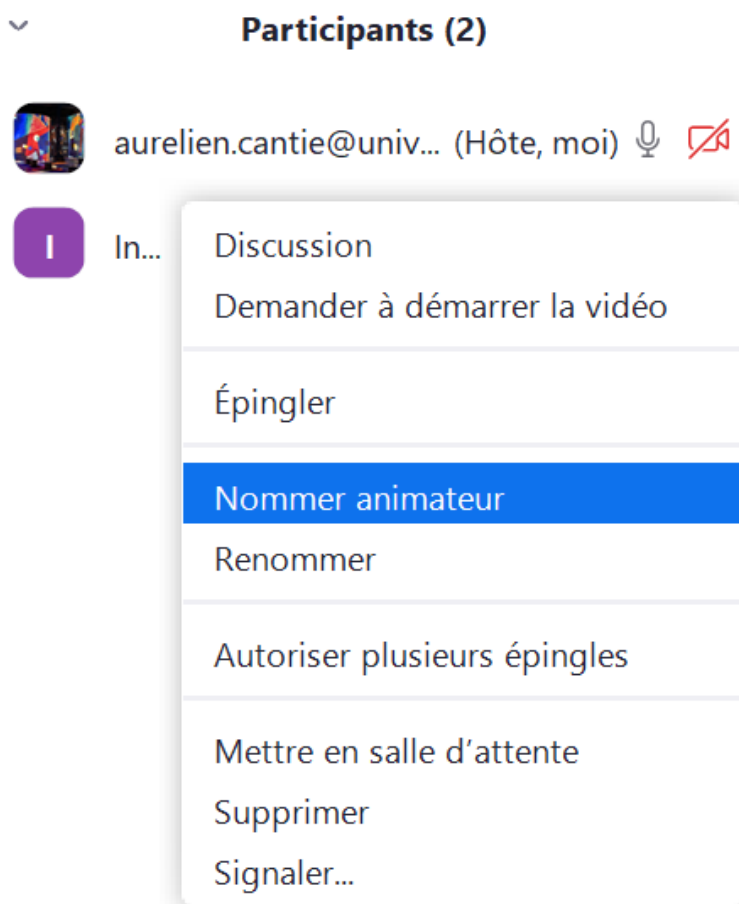 Participants (2)
aurelien.cantie@univ... (Hôte, moi)
I In...
Discussion
Demander à démarrer la vidéo
Épingler
Nommer animateur
Renommer
Autoriser plusieurs épingles
Mettre en salle d’attente
Supprimer
Signaler...